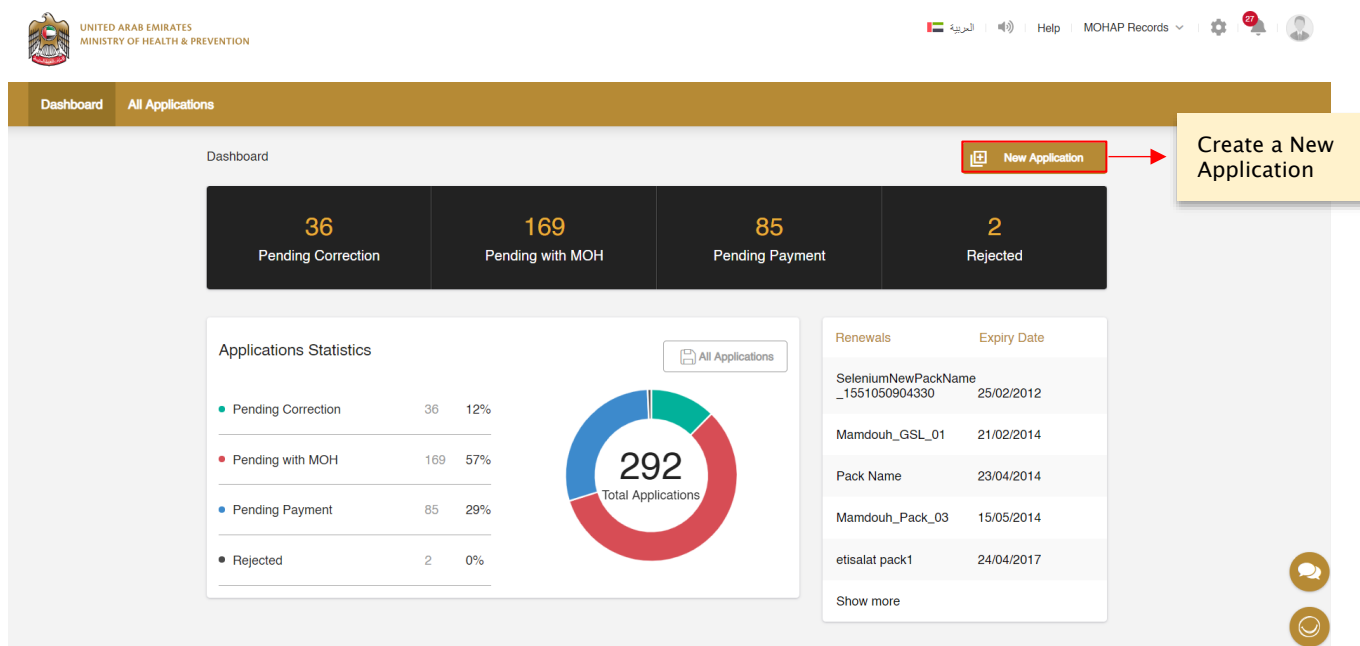 UNITED ARAB EMIRATES
MINISTRY OF HEALTH & PREVENTION
العربية
Help
MOHAP Records
27
Dashboard
All Applications
Dashboard
New Application
Create a New
Application
36
Pending Correction
169
Pending with MOH
85
Pending Payment
2
Rejected
Applications Statistics
All Applications
Pending Correction 36 12%
Pending with MOH 169 57%
Pending Payment 85 29%
Rejected 2 0%
292
Total Applications
Renewals Expiry Date
SeleniumNewPackName
_1551050904330 25/02/2012
Mamdouh_GSL_01 21/02/2014
Pack Name 23/04/2014
Mamdouh_Pack_03 15/05/2014
etisalat pack1 24/04/2017
Show more